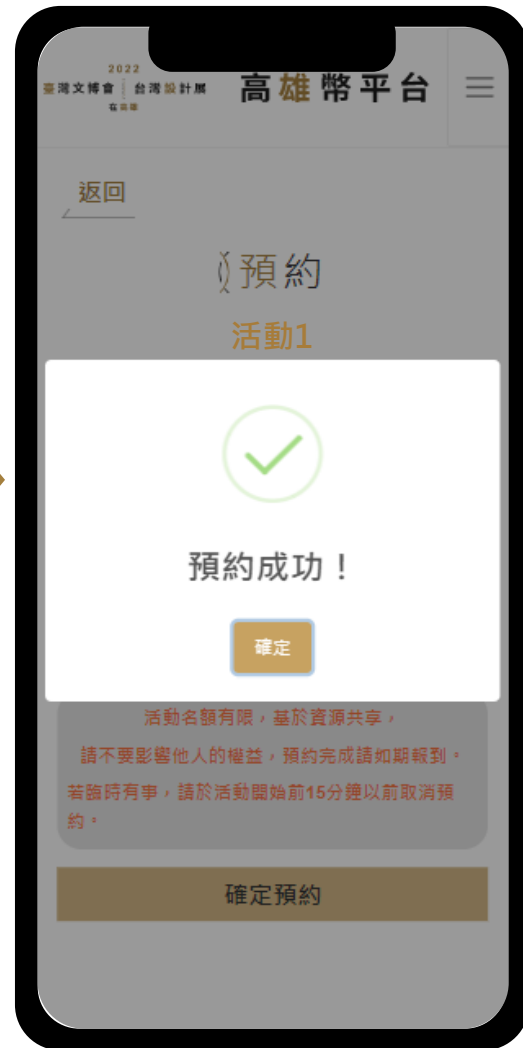 2022
臺灣文博會 台灣設計展
在高雄
高雄幣平台
返回
預約
活動1
預約成功！
確定
活動名額有限，基於資源共享，
請不要影響他人的權益，預約完成請如期報到。
若臨時有事，請於活動開始前15分鐘以前取消預
約。
確定預約